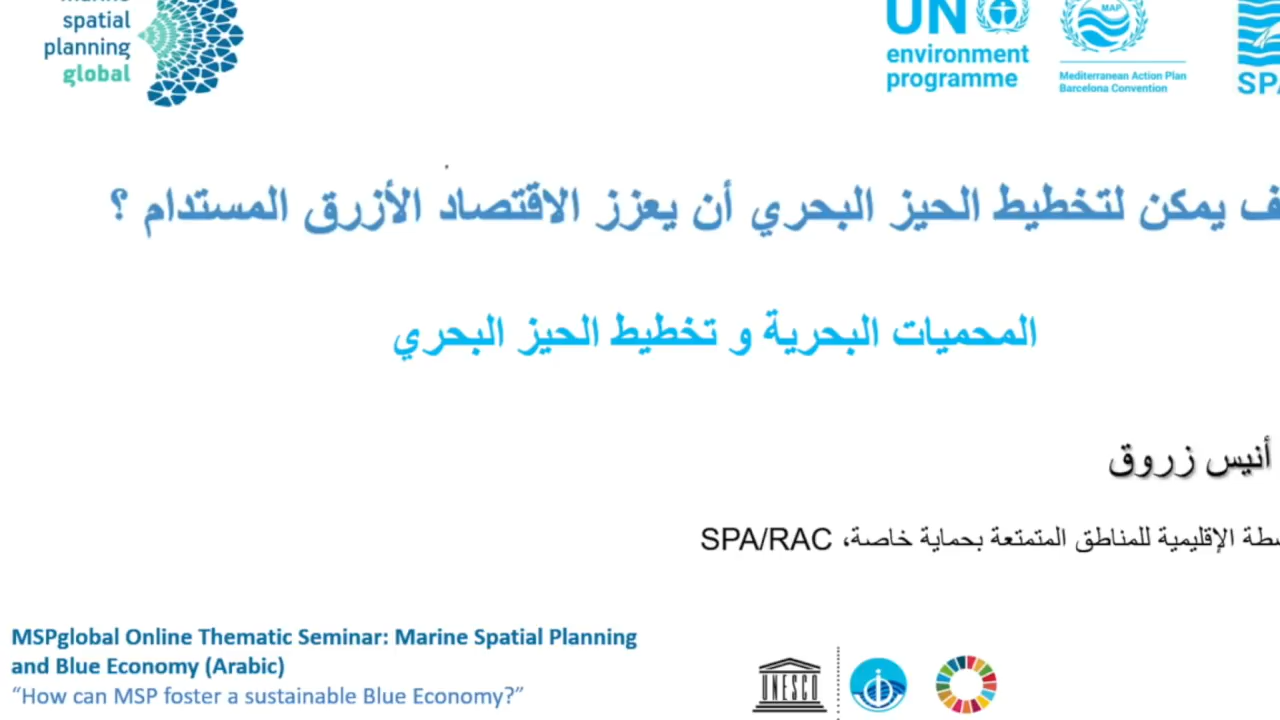 spatial
planning
global
UN
environment
programme
MAP
Mediterranean Action Plan
Barcelona Convention
يمكن لتخطيط الحيز البحري أن يعزز الاقتصاد الأزرق المستدام ؟
المحميات البحرية و تخطيط الحيز البحري
أنيس زروق
الإقليمية للمناطق المتمتعة بحماية خاصة، SPA/RAC
MSPglobal Online Thematic Seminar: Marine Spatial Planning
and Blue Economy (Arabic)
“How can MSP foster a sustainable Blue Economy?”
UNESCO